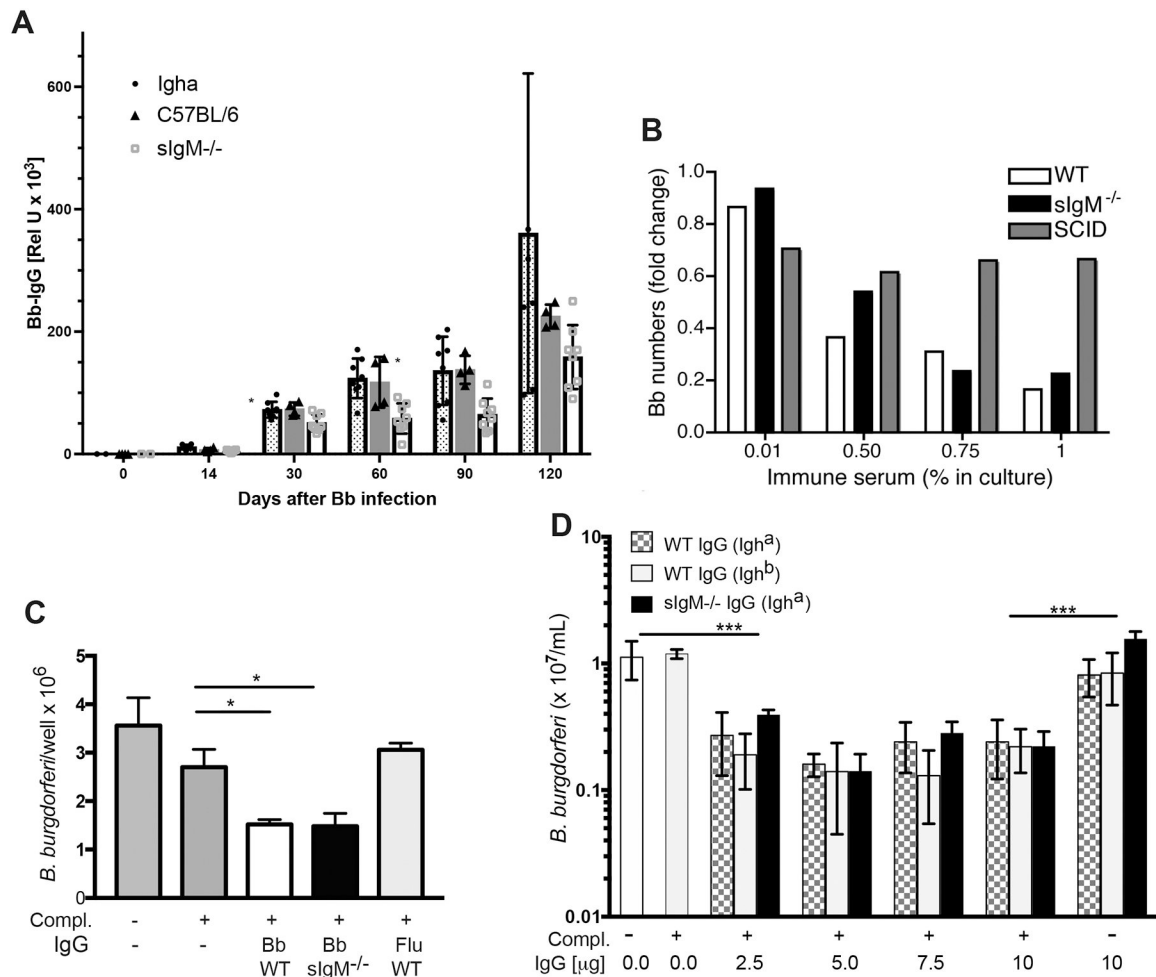 A
Bb-IgG [Rel U x 10³]
600
400
200
0
Igha
C57BL/6
sIgM-/-
*
*
0 14 30 60 90 120
Days after Bb infection
B
Bb numbers (fold change)
1.0
0.8
0.6
0.4
0.2
0.0
WT
sIgM-/-
SCID
0.01 0.50 0.75 1
Immune serum (% in culture)
C
B. burgdorferi/well x 10⁶
5
4
3
2
1
0
*
*
Compl. - + + + +
IgG - - Bb Bb Flu
WT sIgM-/- WT
D
B. burgdorferi (x 10⁷/mL)
10
1
0.1
0.01
WT IgG (Igh^a)
WT IgG (Igh^b)
sIgM-/- IgG (Igh^a)
***
***
Compl. – + + + + + –
IgG [µg] 0.0 0.0 2.5 5.0 7.5 10 10